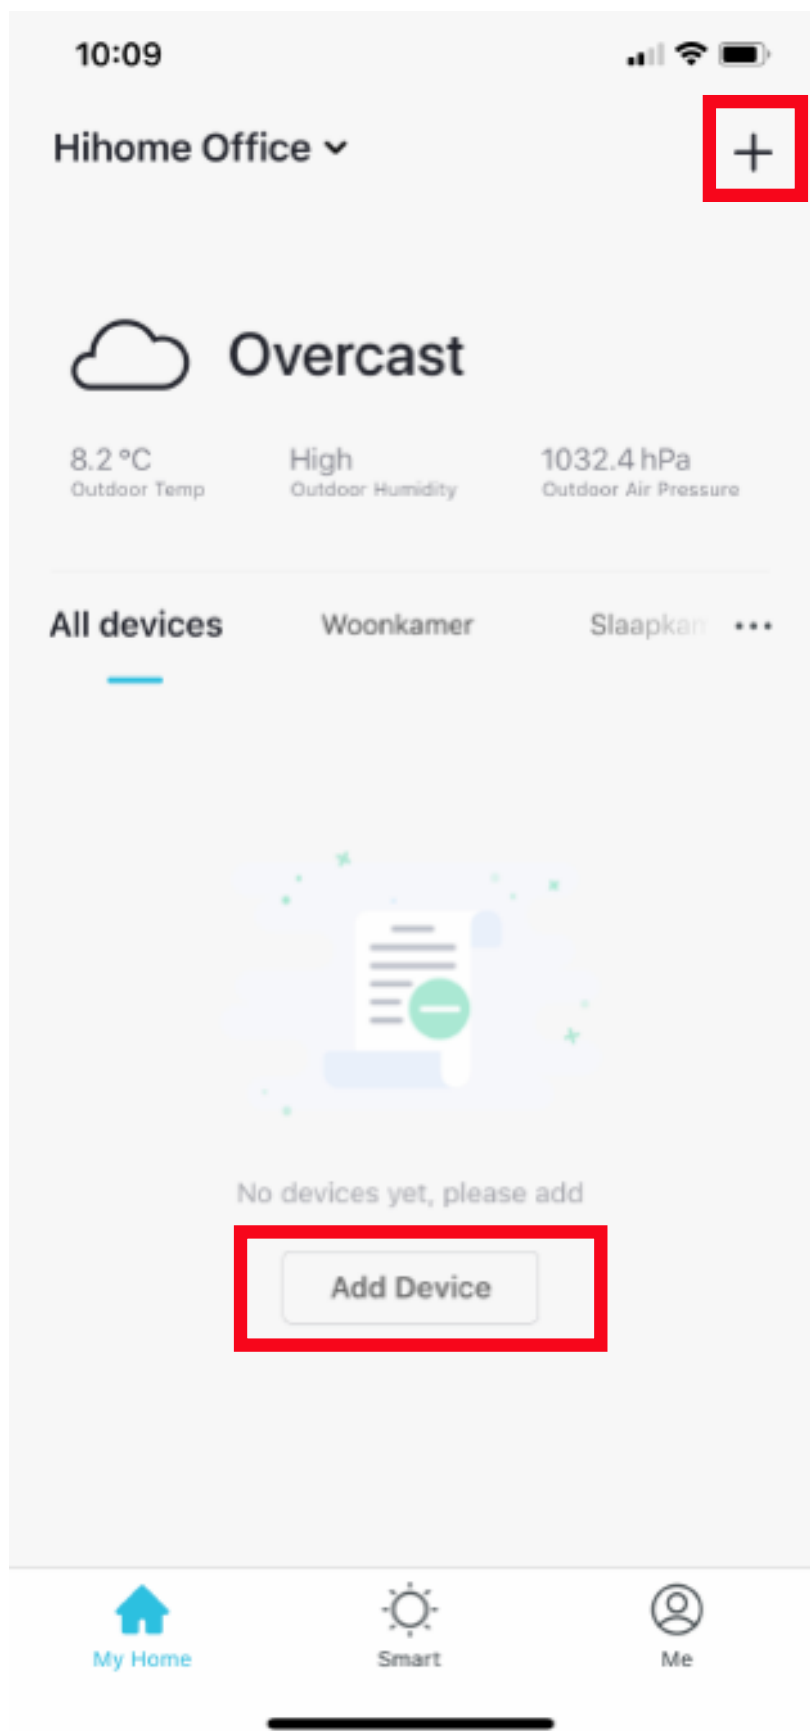 10:09
Hihome Office
Overcast
8.2 °C High 1032.4 hPa
Outdoor Temp Outdoor Humidity Outdoor Air Pressure
All devices Woonkamer
No devices yet, please add
Add Device
My Home Smart Me